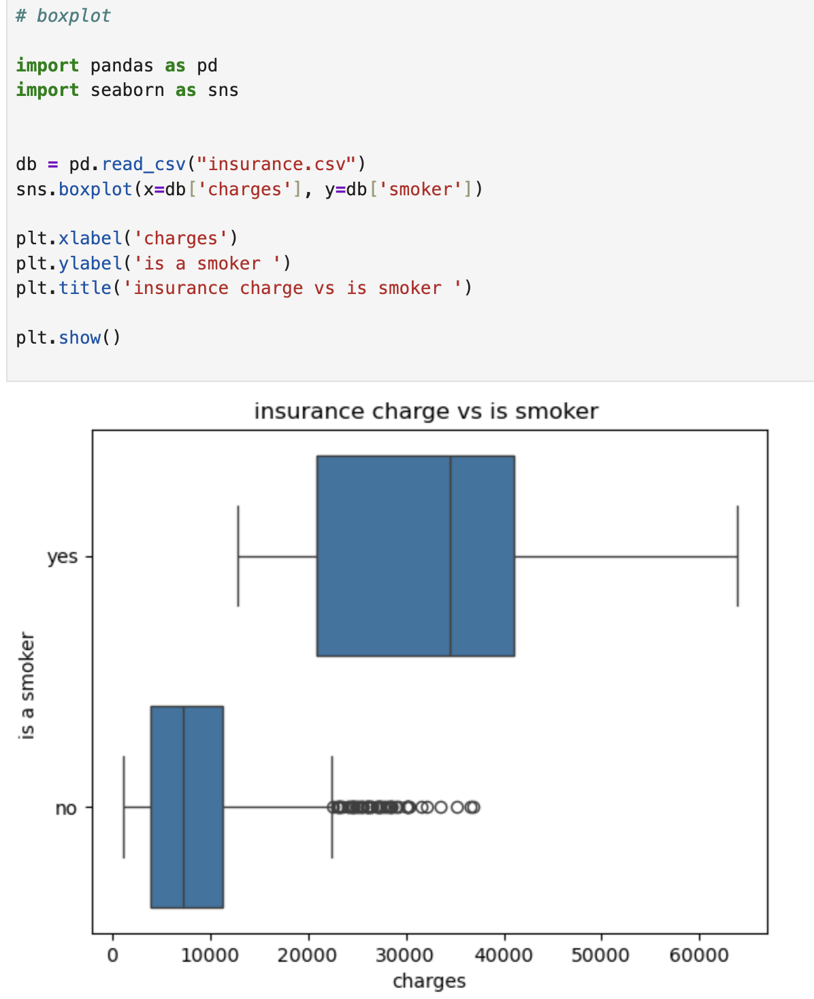 # boxplot
import pandas as pd
import seaborn as sns
db = pd.read_csv("insurance.csv")
sns.boxplot(x=db['charges'], y=db['smoker'])
plt.xlabel('charges')
plt.ylabel('is a smoker ')
plt.title('insurance charge vs is smoker ')
plt.show()
insurance charge vs is smoker
yes
is a smoker
no
0 10000 20000 30000 40000 50000 60000
charges